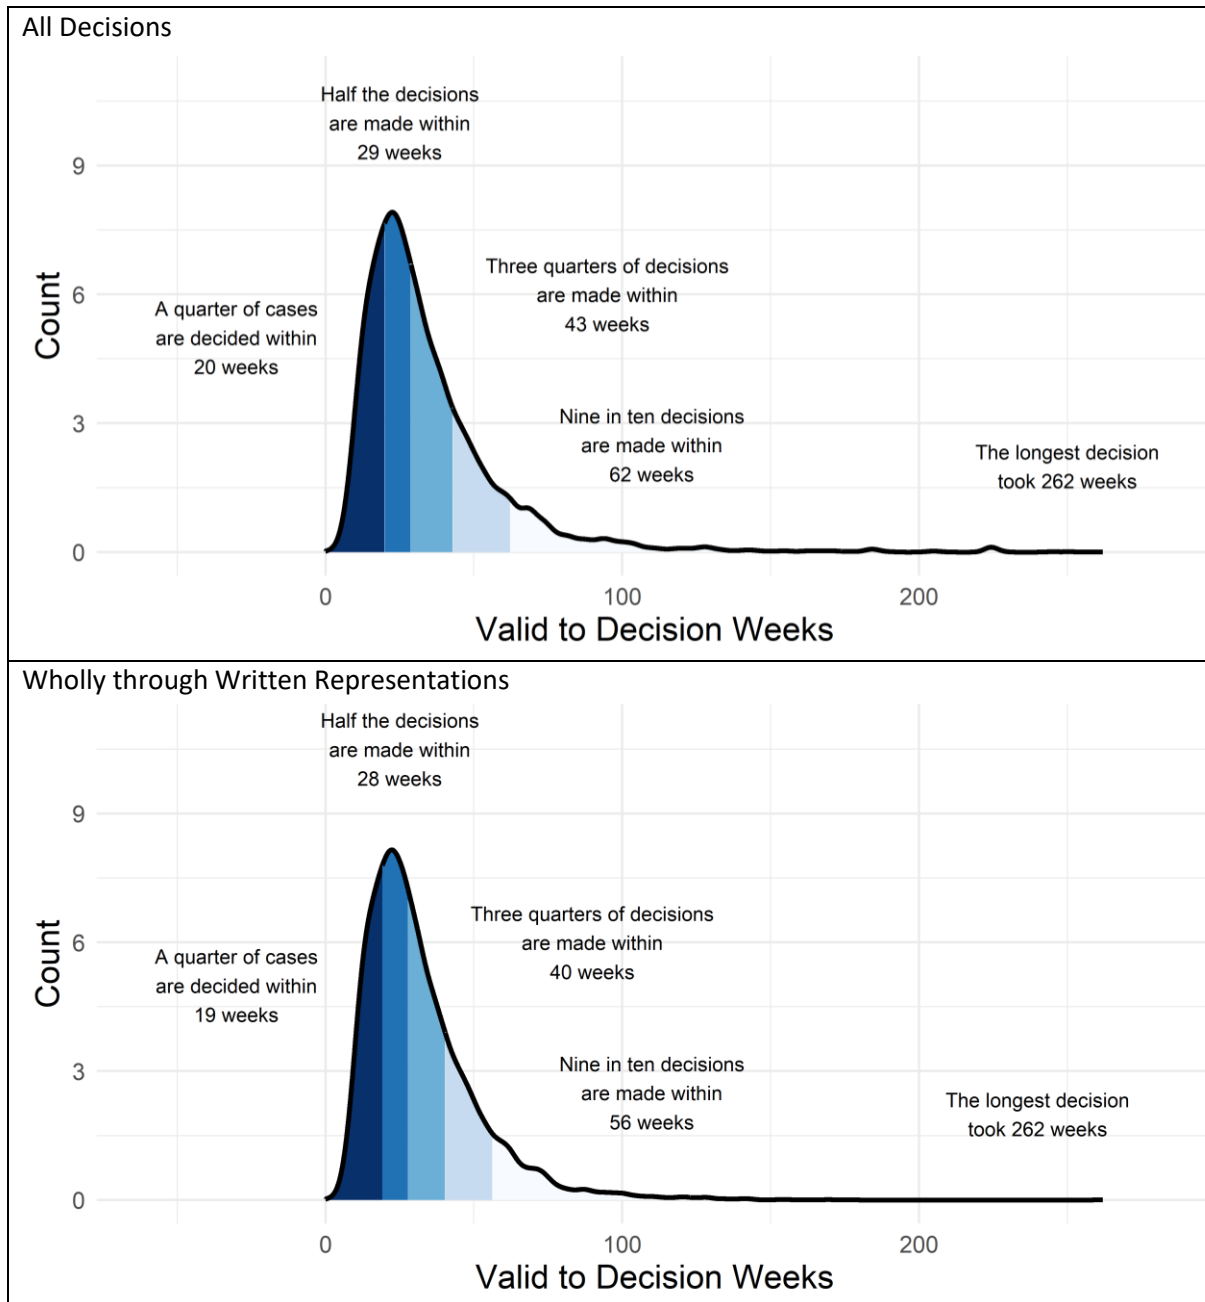 All Decisions
Half the decisions
are made within
29 weeks
9
Three quarters of decisions
are made within
43 weeks
6
A quarter of cases
are decided within
20 weeks
Count
Nine in ten decisions
are made within
62 weeks
3
The longest decision
took 262 weeks
0
0 100 200
Valid to Decision Weeks
Wholly through Written Representations
Half the decisions
are made within
28 weeks
9
Three quarters of decisions
are made within
40 weeks
6
A quarter of cases
are decided within
19 weeks
Count
Nine in ten decisions
are made within
56 weeks
3
The longest decision
took 262 weeks
0
0 100 200
Valid to Decision Weeks